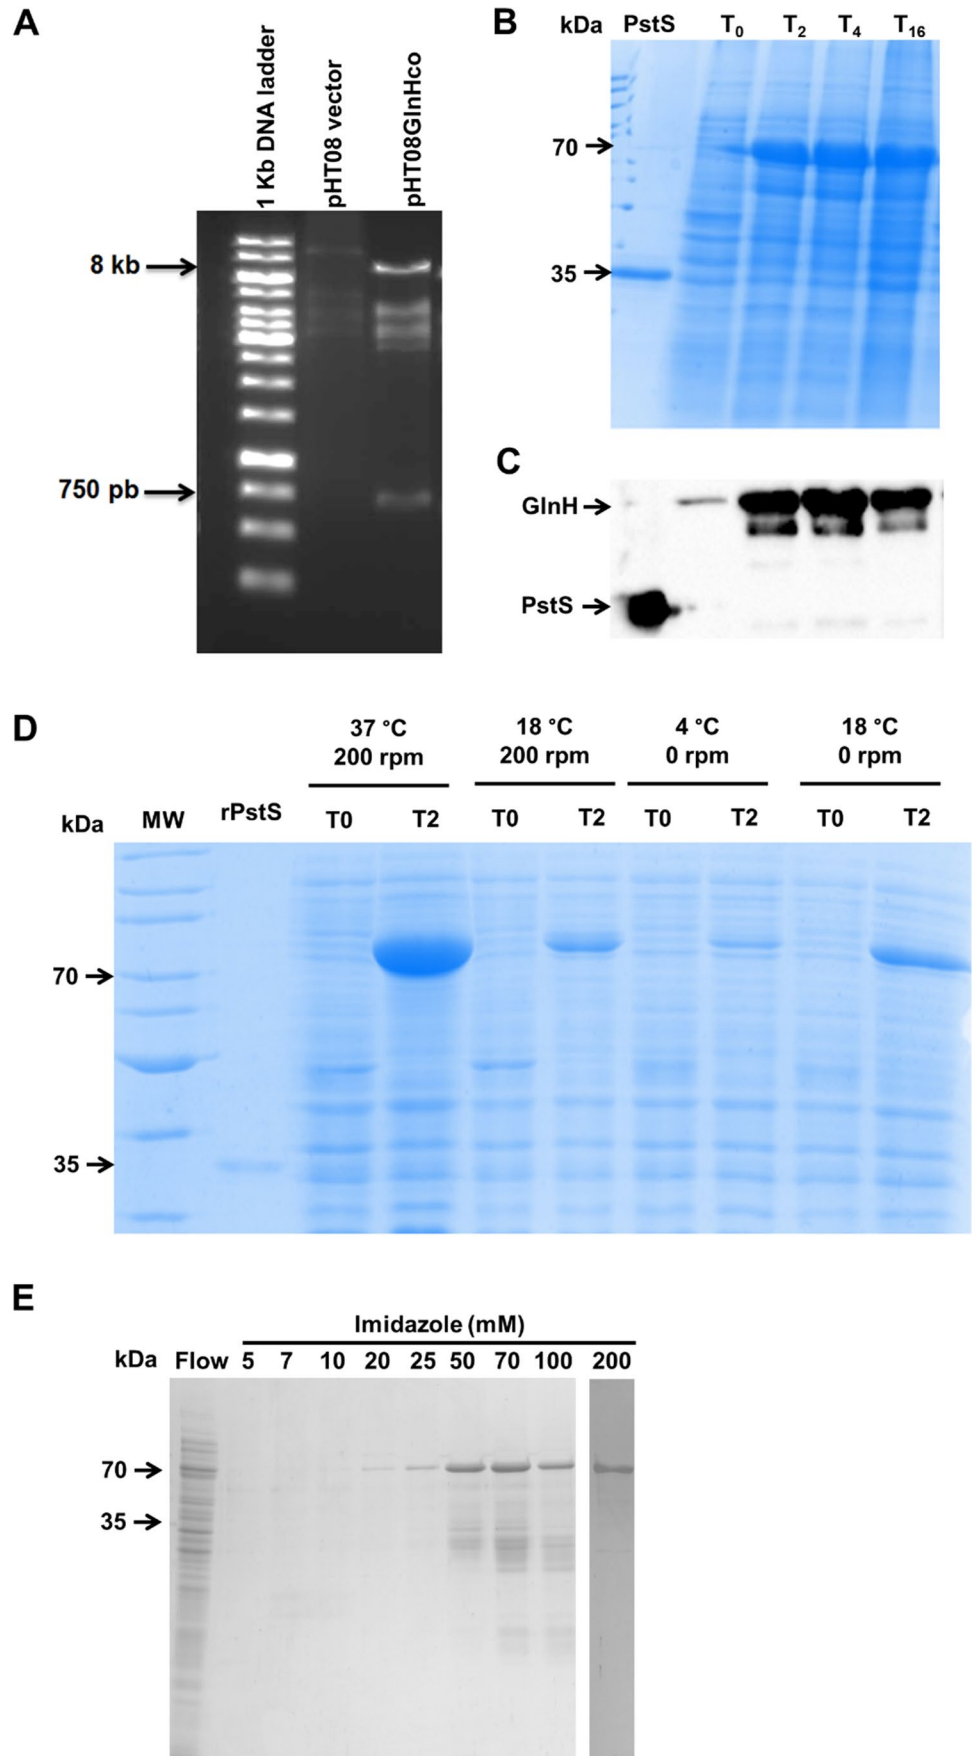 A
1 Kb DNA ladder
pHT08 vector
pHT08GlnHco
8 kb
750 pb
B
kDa PstS T0 T2 T4 T16
70
35
C
GlnH
PstS
D
37 °C 18 °C 4 °C 18 °C
200 rpm 200 rpm 0 rpm 0 rpm
kDa MW rPstS T0 T2 T0 T2 T0 T2 T0 T2
70
35
E
Imidazole (mM)
kDa Flow 5 7 10 20 25 50 70 100 200
70
35